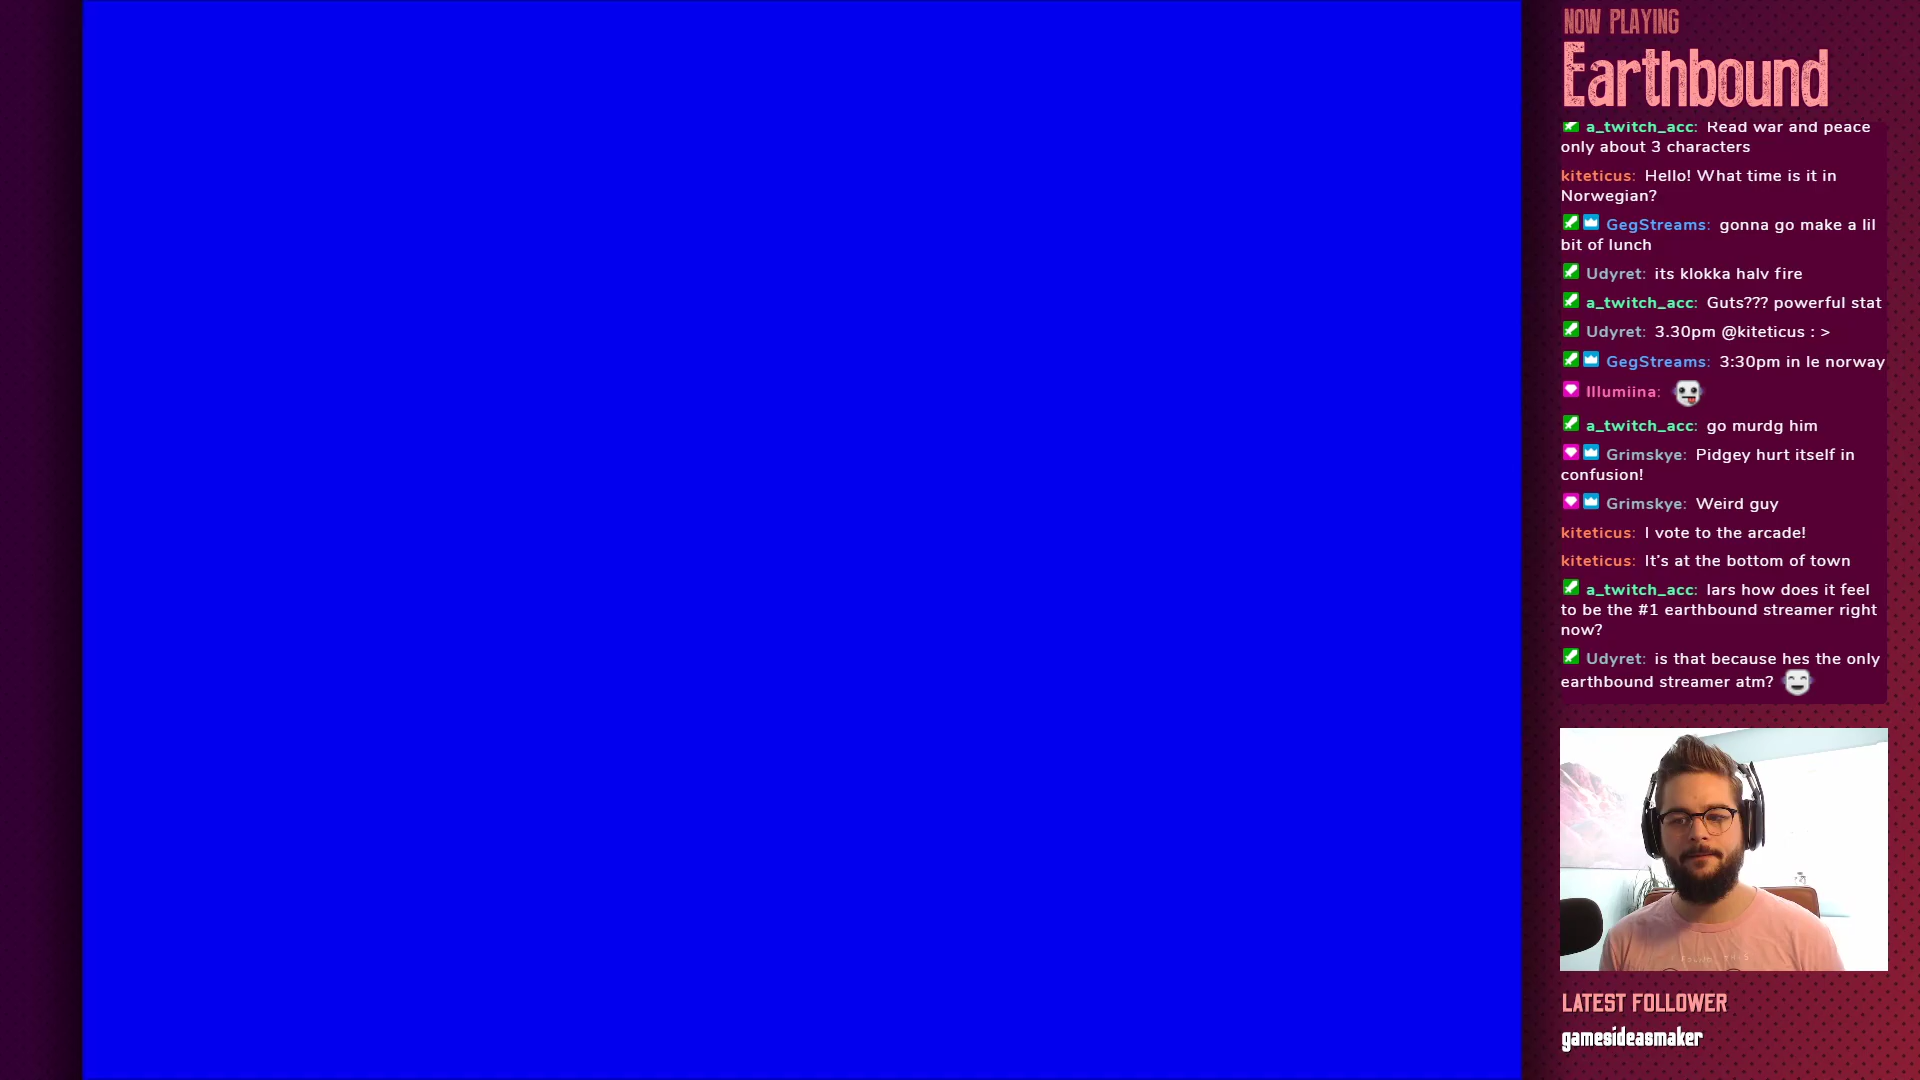 NOW PLAYING
Earthbound
a_twitch_acc: Read war and peace
only about 3 characters
kiteticus: Hello! What time is it in
Norwegian?
GegStreams: gonna go make a lil
bit of lunch
Udyret: its klokka halv fire
a_twitch_acc: Guts??? powerful stat
Udyret: 3.30pm @kiteticus : >
GegStreams: 3:30pm in le norway
Illumiina:
a_twitch_acc: go murdg him
Grimskye: Pidgey hurt itself in
confusion!
Grimskye: Weird guy
kiteticus: I vote to the arcade!
kiteticus: It's at the bottom of town
a_twitch_acc: lars how does it feel
to be the #1 earthbound streamer right
now?
Udyret: is that because hes the only
earthbound streamer atm?
LATEST FOLLOWER
gamesideasmaker